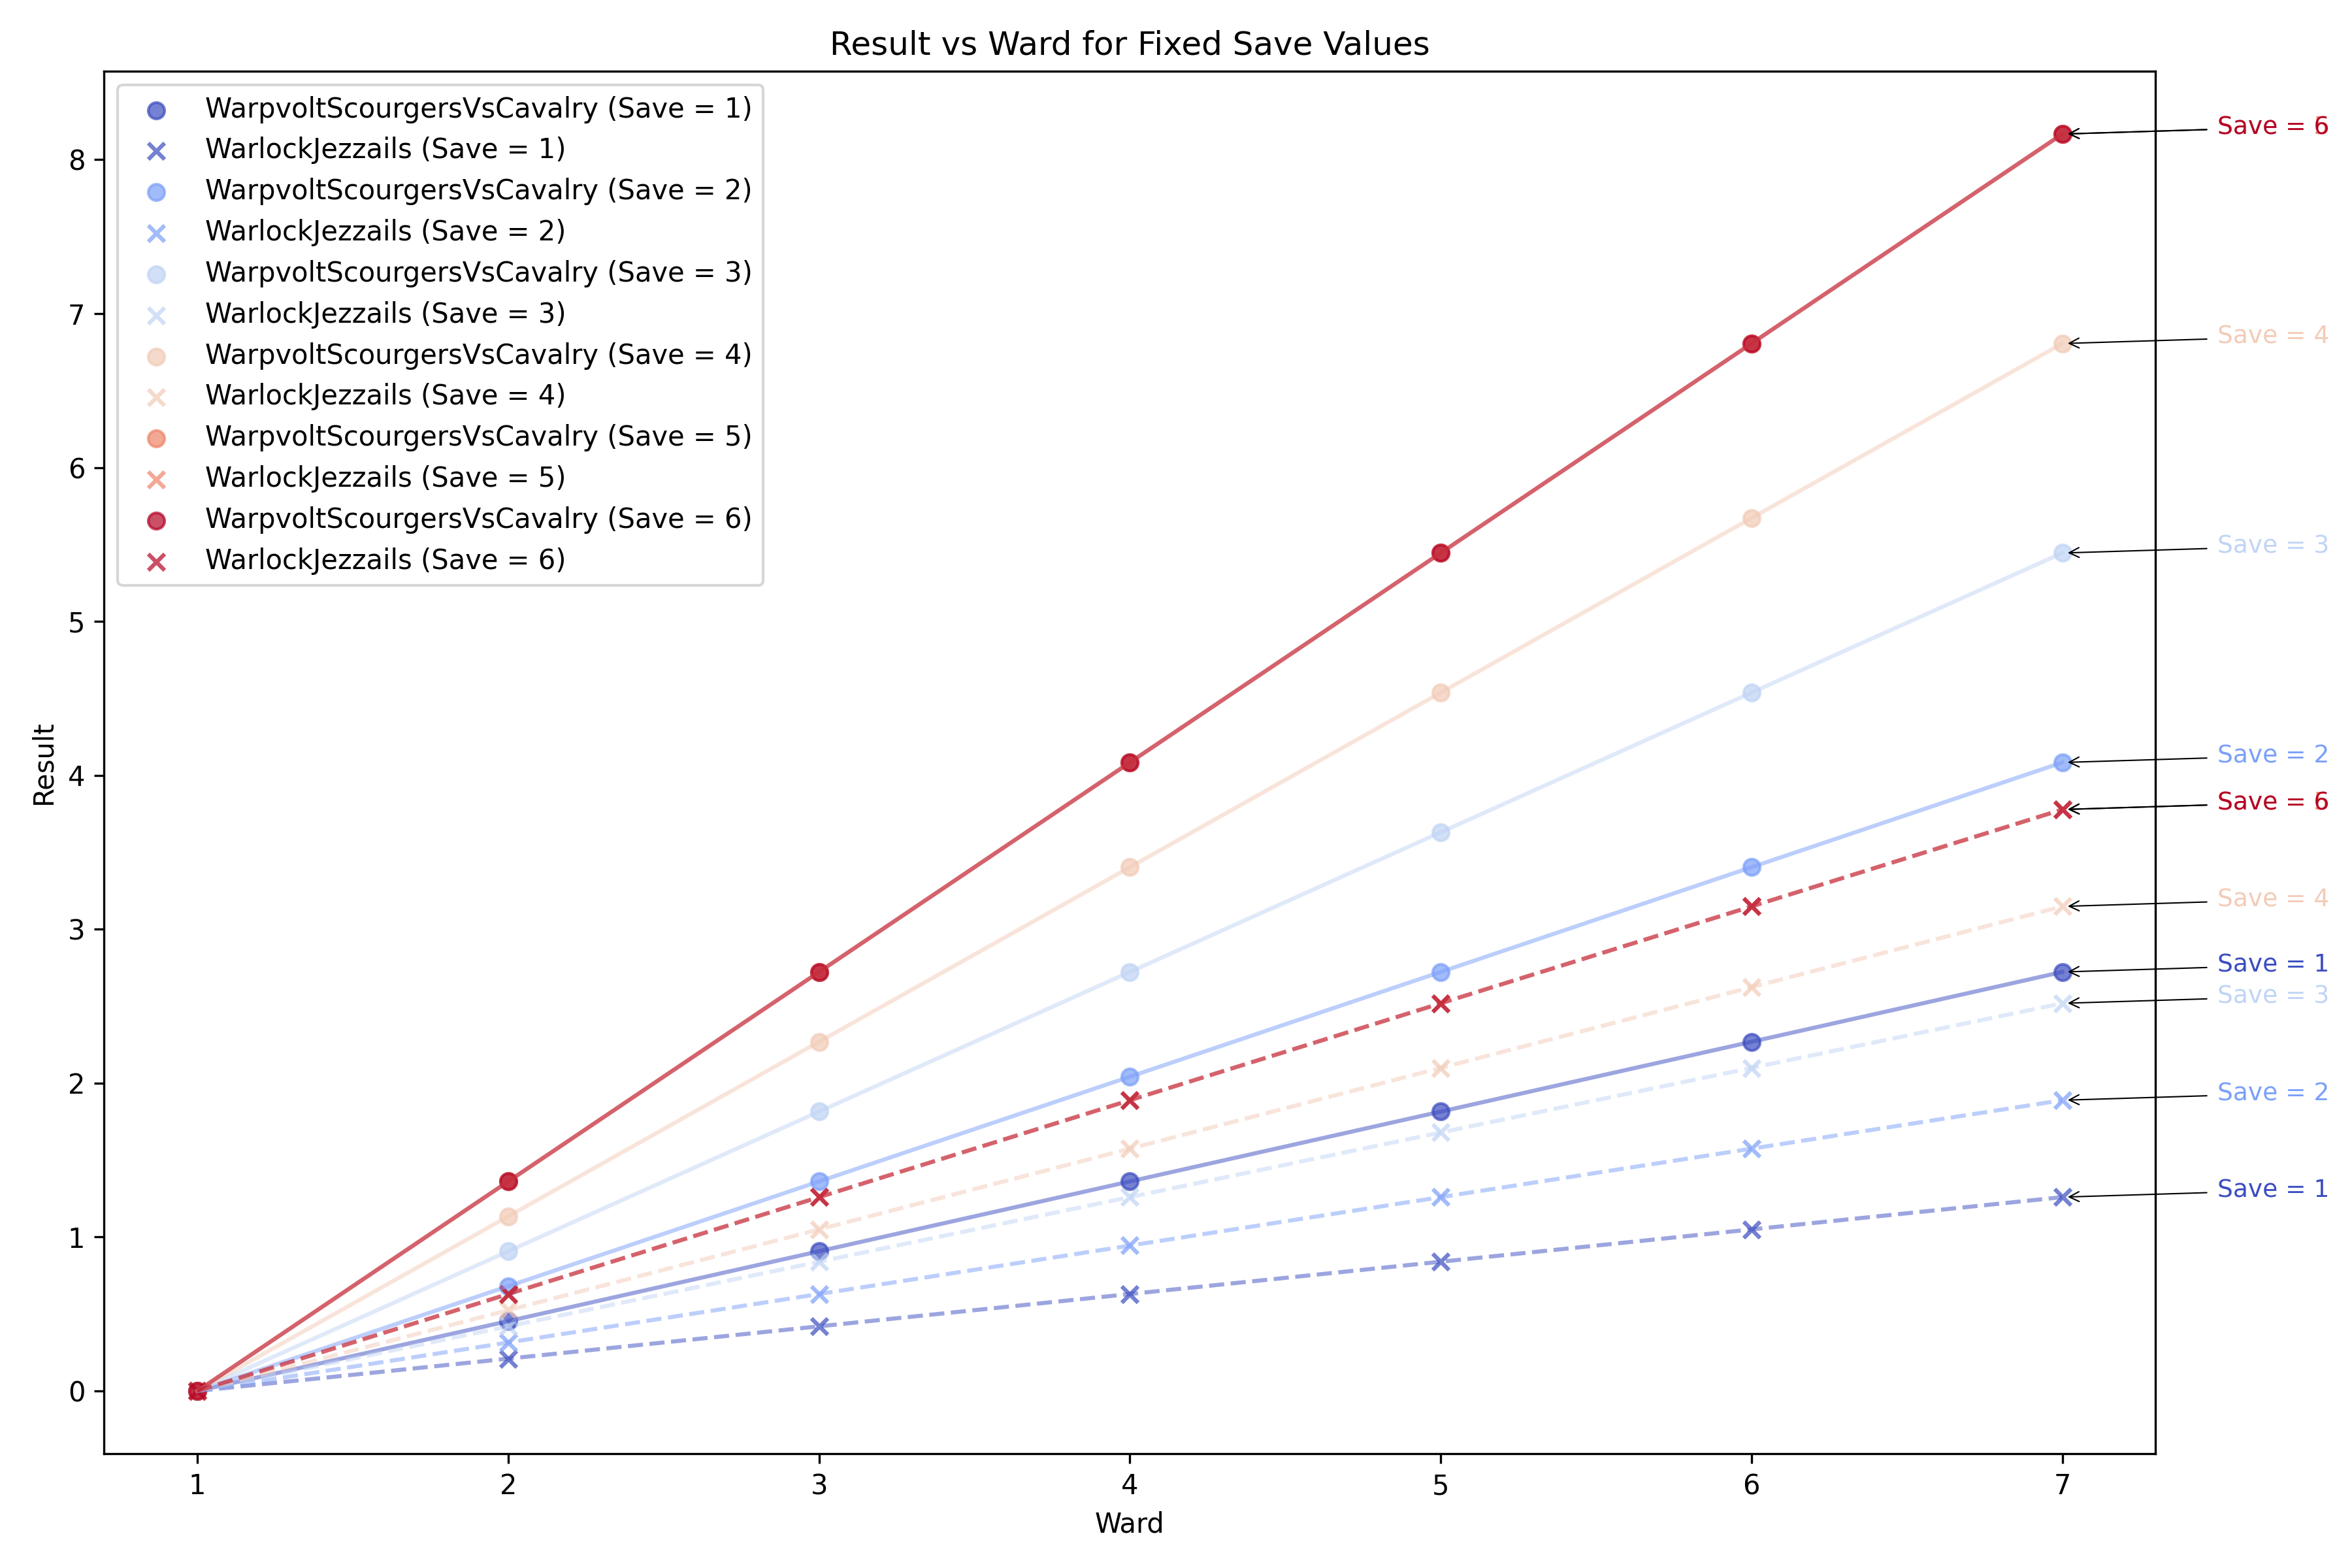 Result vs Ward for Fixed Save Values
WarpvoltScourgersVsCavalry (Save = 1)
WarlockJezzails (Save = 1)
WarpvoltScourgersVsCavalry (Save = 2)
WarlockJezzails (Save = 2)
WarpvoltScourgersVsCavalry (Save = 3)
WarlockJezzails (Save = 3)
WarpvoltScourgersVsCavalry (Save = 4)
WarlockJezzails (Save = 4)
WarpvoltScourgersVsCavalry (Save = 5)
WarlockJezzails (Save = 5)
WarpvoltScourgersVsCavalry (Save = 6)
WarlockJezzails (Save = 6)
8
7
6
5
4
3
2
1
0
Result
Save = 6
Save = 4
Save = 3
Save = 2
Save = 6
Save = 4
Save = 1
Save = 3
Save = 2
Save = 1
1 2 3 4 5 6 7
Ward